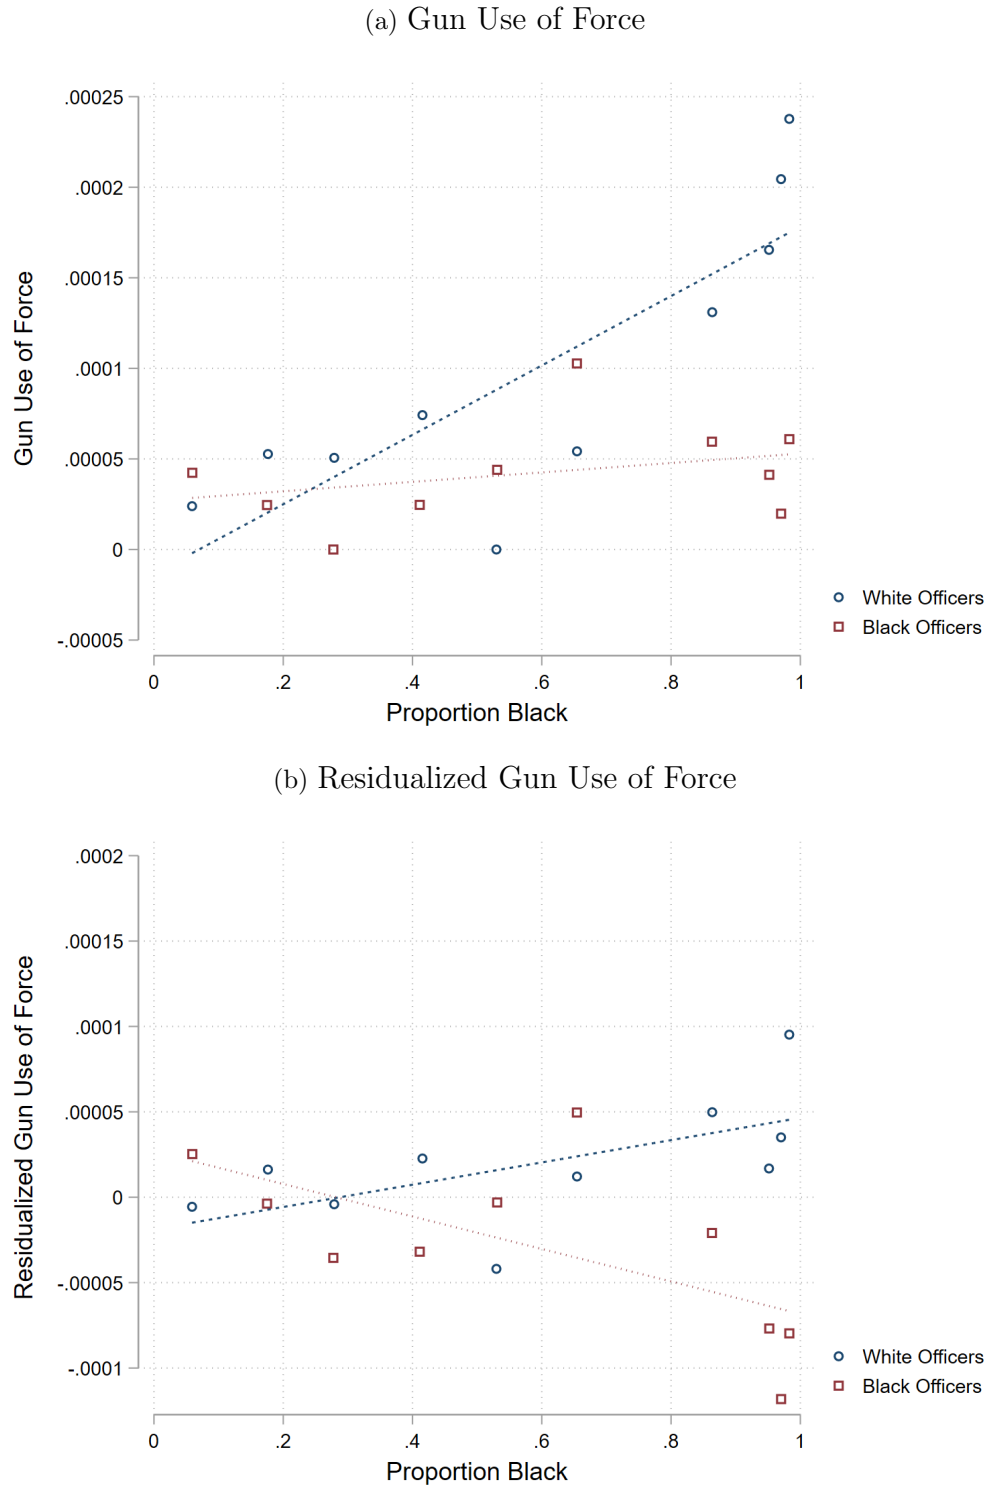 (a) Gun Use of Force
Gun Use of Force
.00025
.0002
.00015
.0001
.00005
0
-.00005
0 .2 .4 .6 .8 1
Proportion Black
White Officers
Black Officers
(b) Residualized Gun Use of Force
Residualized Gun Use of Force
.0002
.00015
.0001
.00005
0
-.00005
-.0001
0 .2 .4 .6 .8 1
Proportion Black
White Officers
Black Officers